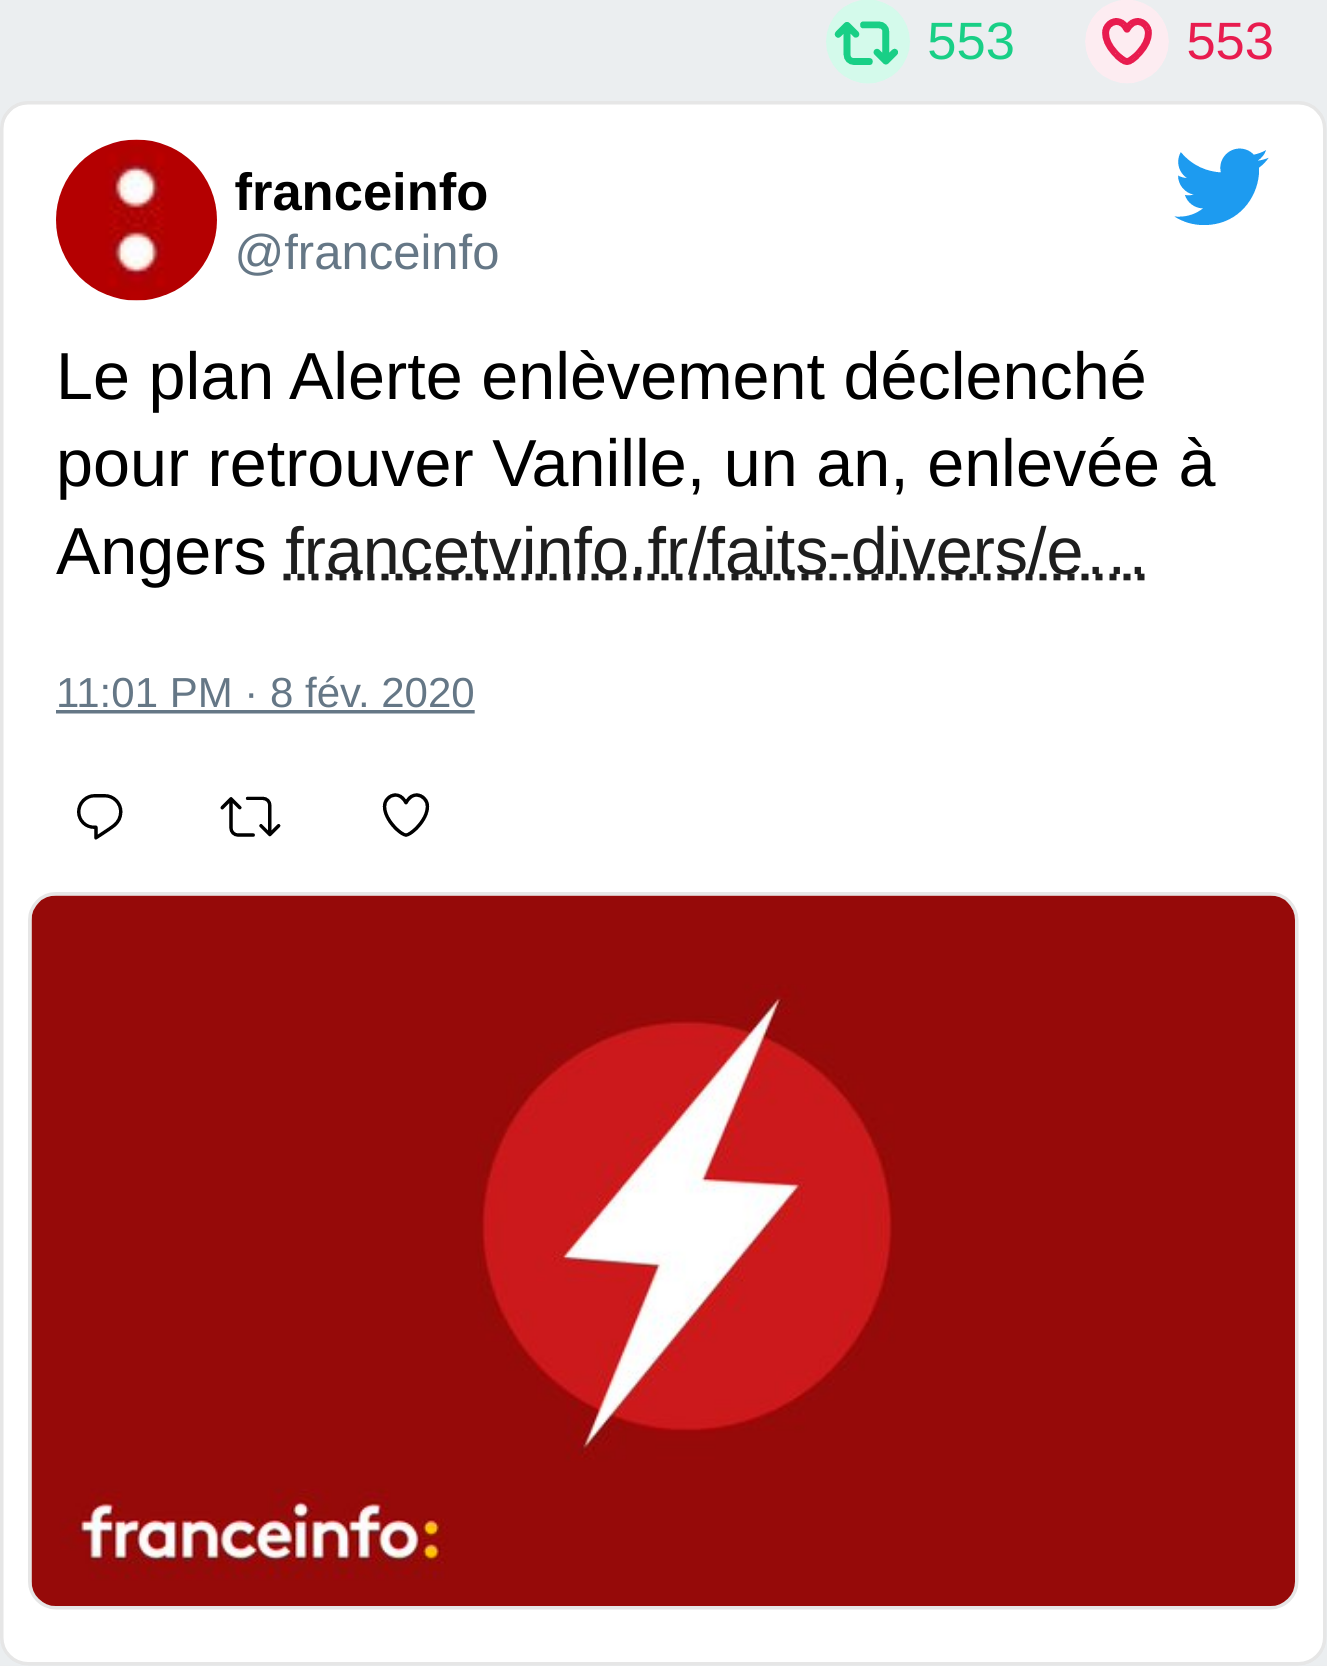 553 553
franceinfo
@franceinfo
Le plan Alerte enlèvement déclenché
pour retrouver Vanille, un an, enlevée à
Angers francetvinfo.fr/faits-divers/e…
11:01 PM · 8 fév. 2020
franceinfo: